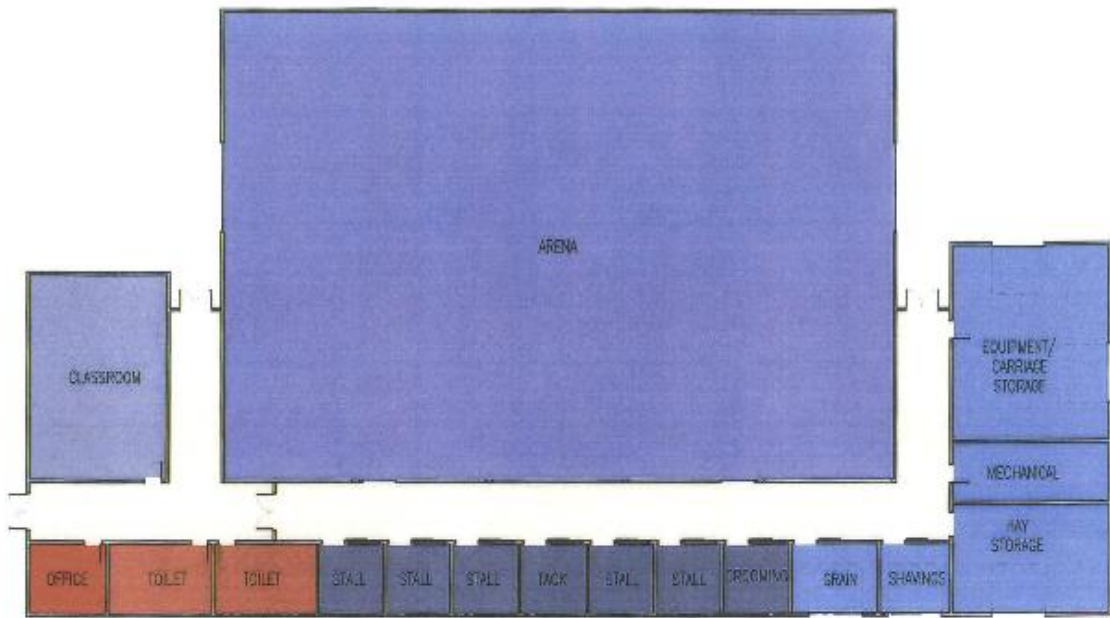 ARENA
EQUIPMENT/
CARRIAGE
STORAGE
CLASSROOM
MECHANICAL
HAY
STORAGE
OFFICE
TOILET
TOILET
STALL
STALL
STALL
TACK
STALL
STALL
GROOMING
GRAIN
SHAVINGS